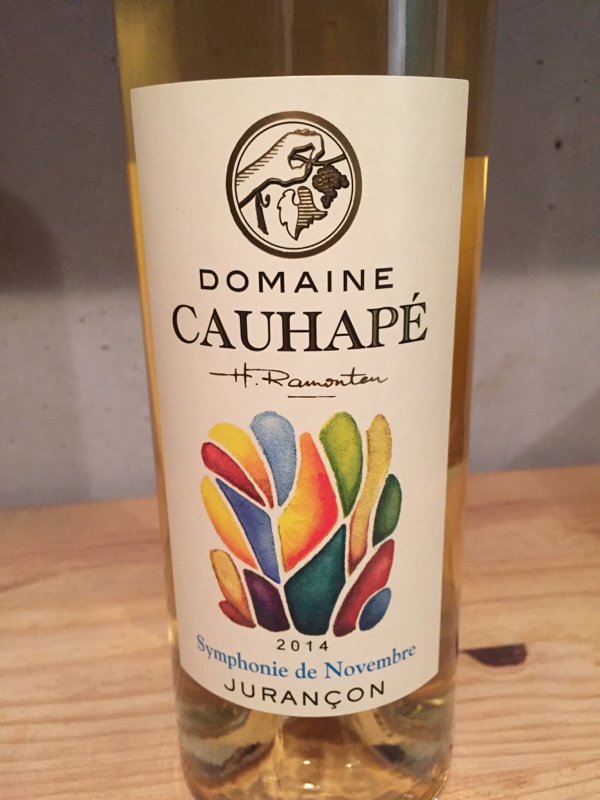 DOMAINE
CAUHAPÉ
H. Ramonteu
2014
Symphonie de Novembre
JURANÇON